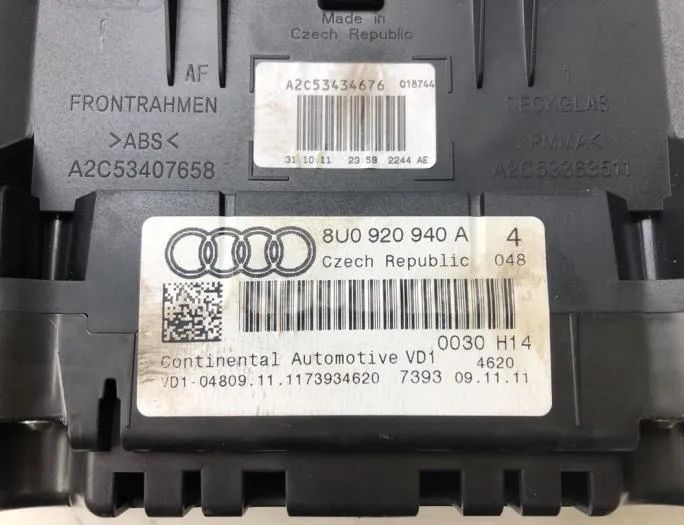 Made in
Czech Republic
AF
FRONTRAHMEN
>ABS<
A2C53407658
A2C53434676 018744
31.10.11 23:59 2244 AE
1
DECKGLAS
>PMMA<
A2C53363511
8U0 920 940 A 4
Czech Republic 048
0030 H14
Continental Automotive VD1 4620
VD1-04809.11.1173934620 7393 09.11.11